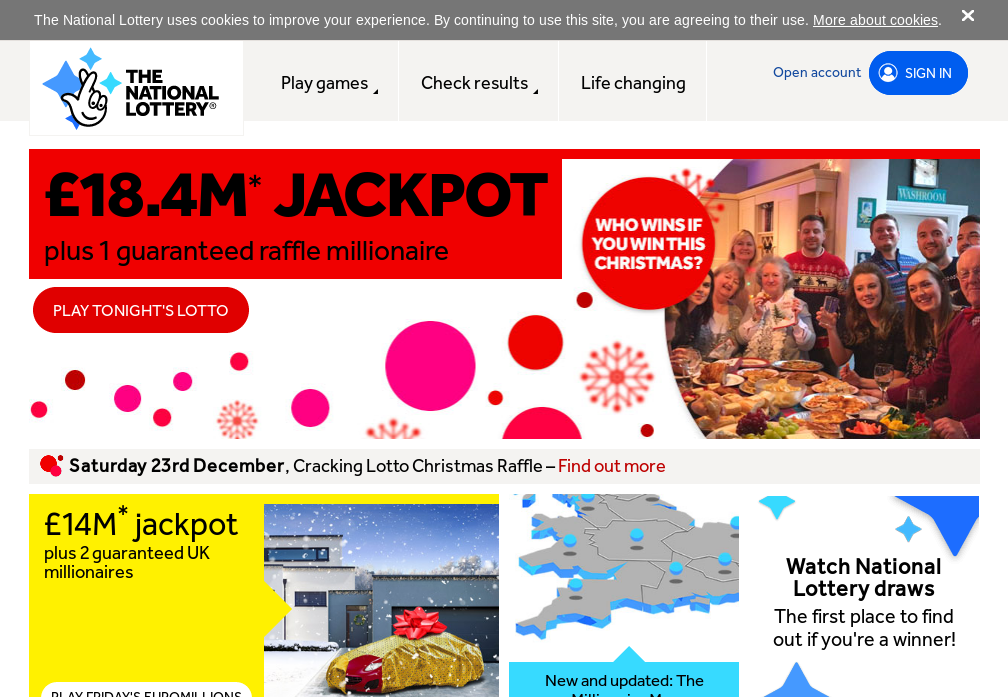 The National Lottery uses cookies to improve your experience. By continuing to use this site, you are agreeing to their use. More about cookies.
THE
NATIONAL
LOTTERY®
Play games
Check results
Life changing
Open account
SIGN IN
£18.4M* JACKPOT
plus 1 guaranteed raffle millionaire
PLAY TONIGHT'S LOTTO
WHO WINS IF
YOU WIN THIS
CHRISTMAS?
WASHROOM
Saturday 23rd December, Cracking Lotto Christmas Raffle – Find out more
£14M* jackpot
plus 2 guaranteed UK
millionaires
PLAY FRIDAY'S EUROMILLIONS
New and updated: The
Watch National
Lottery draws
The first place to find
out if you're a winner!